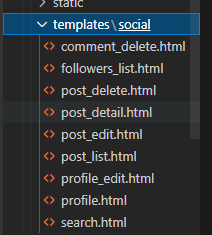 static
templates\social
comment_delete.html
followers_list.html
post_delete.html
post_detail.html
post_edit.html
post_list.html
profile_edit.html
profile.html
search.html